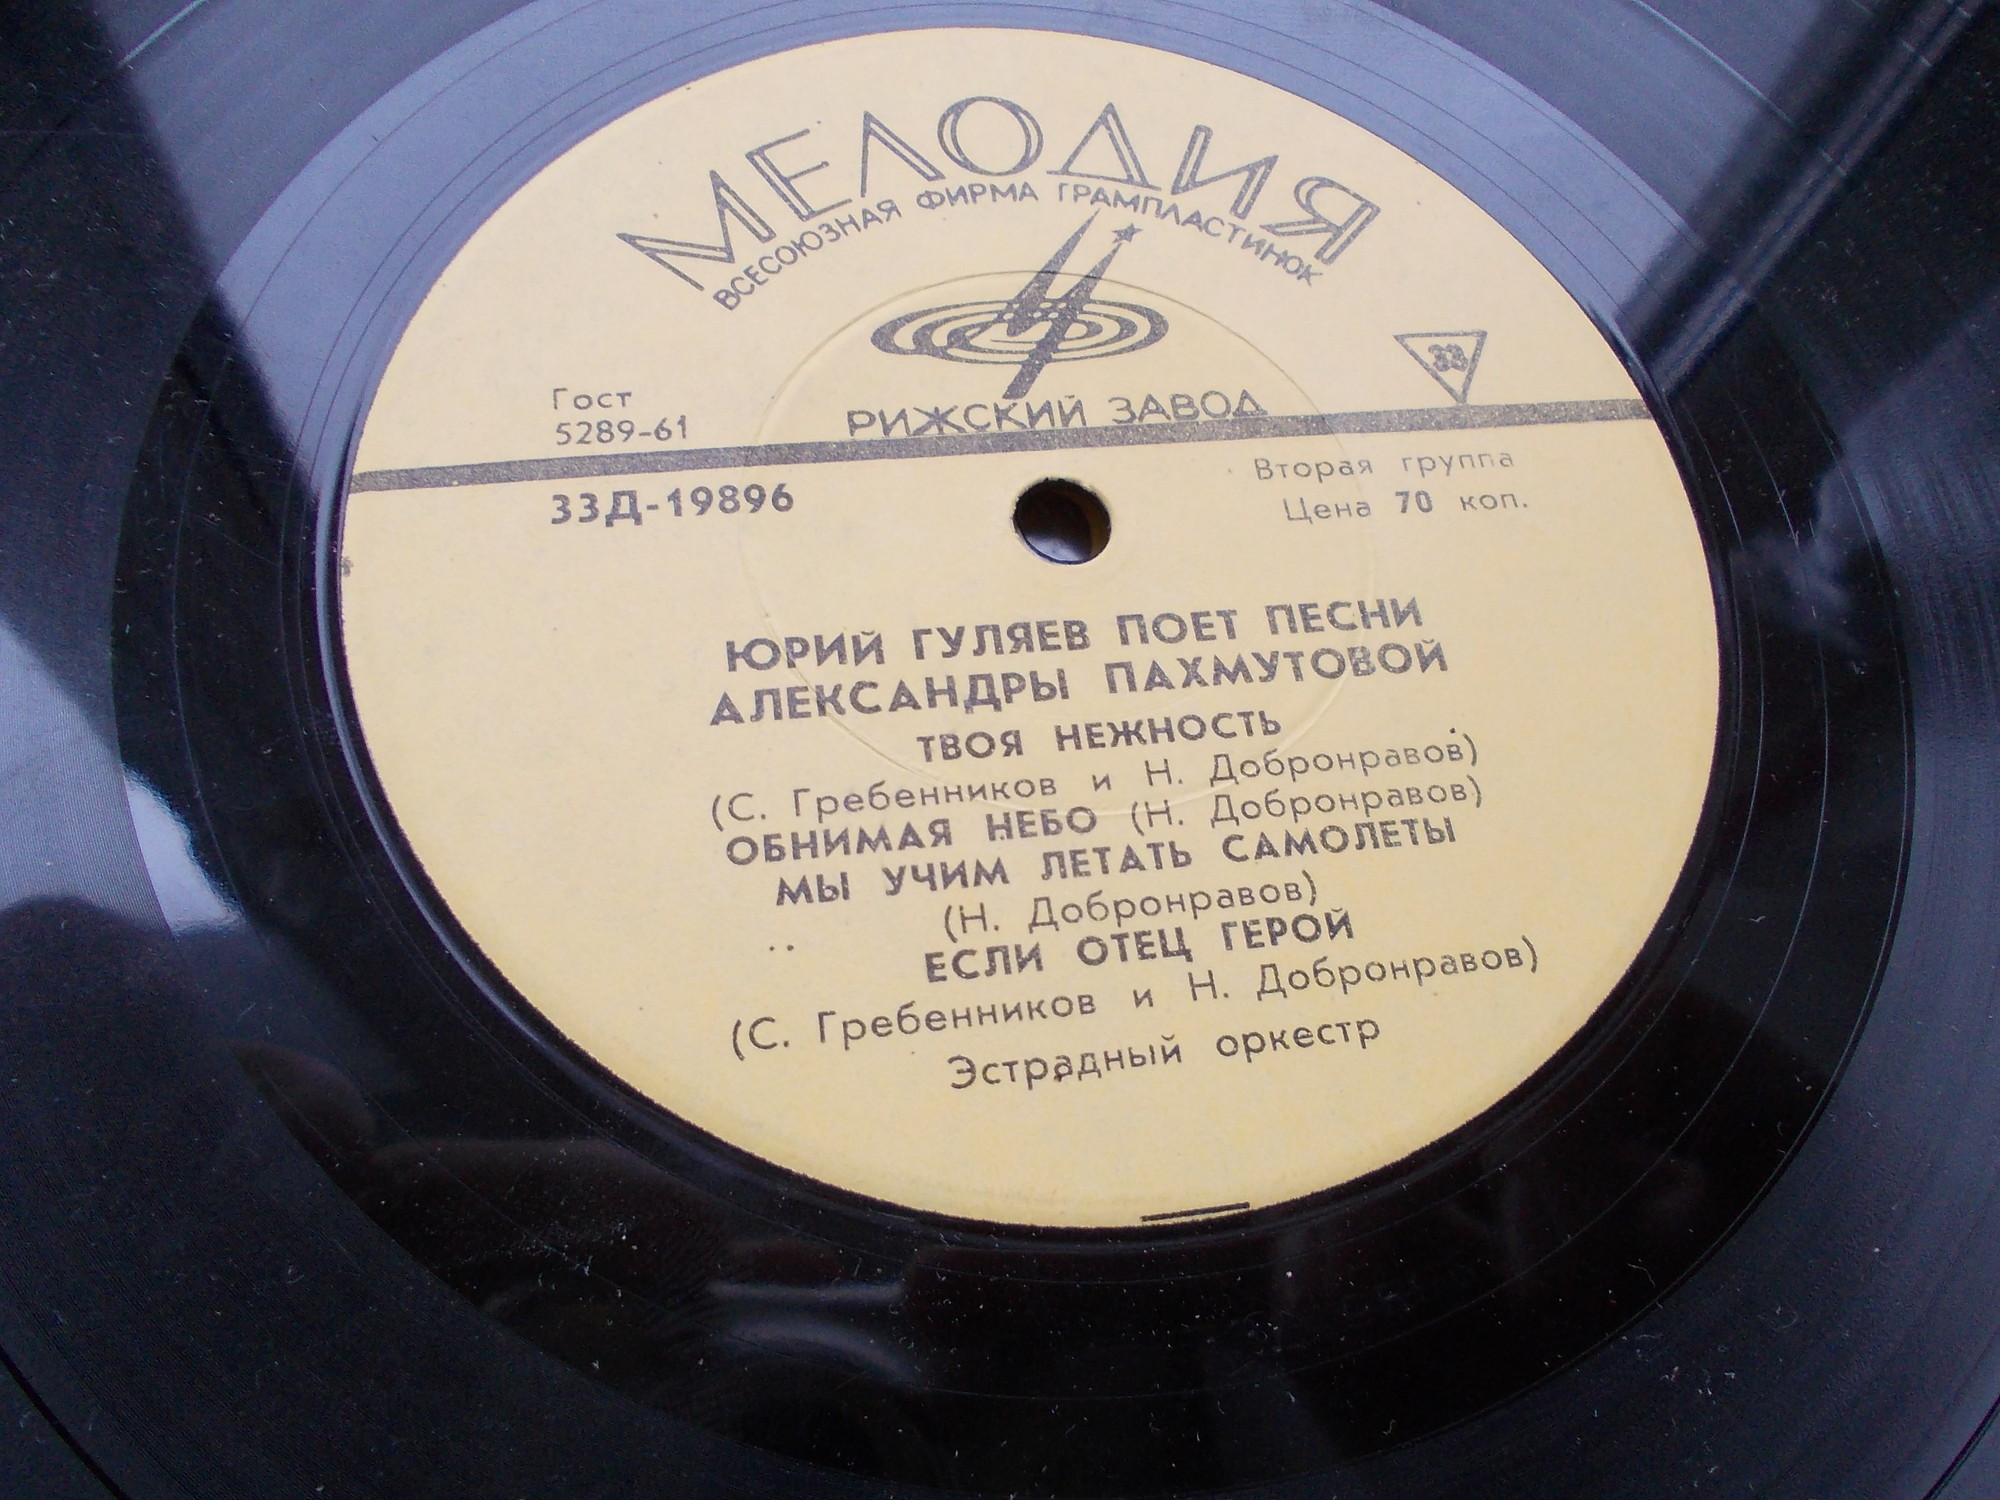 МЕЛОДИЯ
ВСЕСОЮЗНАЯ ФИРМА ГРАМПЛАСТИНОК
РИЖСКИЙ ЗАВОД
33
Гост
5289-61
33Д-19896
Вторая группа
Цена 70 коп.
ЮРИЙ ГУЛЯЕВ ПОЕТ ПЕСНИ
АЛЕКСАНДРЫ ПАХМУТОВОЙ
ТВОЯ НЕЖНОСТЬ
(С. Гребенников и Н. Добронравов)
ОБНИМАЯ НЕБО (Н. Добронравов)
МЫ УЧИМ ЛЕТАТЬ САМОЛЕТЫ
(Н. Добронравов)
ЕСЛИ ОТЕЦ ГЕРОЙ
(С. Гребенников и Н. Добронравов)
Эстрадный оркестр